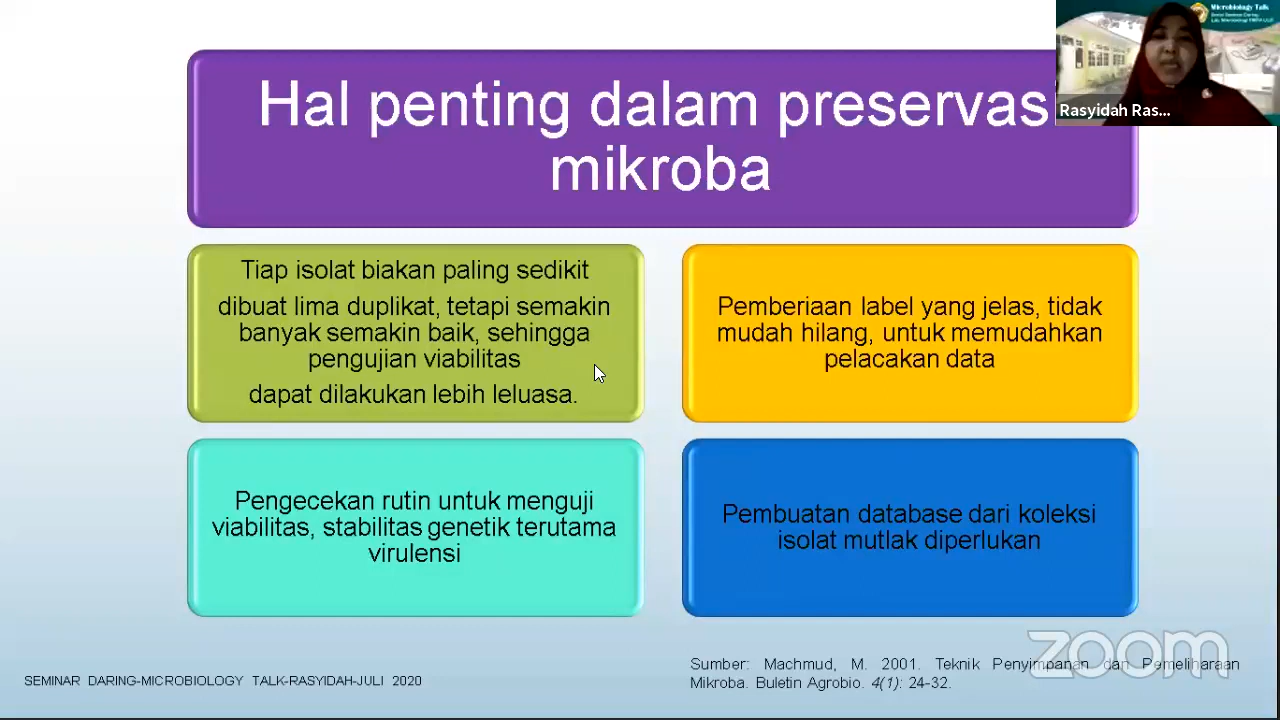 Hal penting dalam preservas
mikroba
Tiap isolat biakan paling sedikit
dibuat lima duplikat, tetapi semakin
banyak semakin baik, sehingga
pengujian viabilitas
dapat dilakukan lebih leluasa.
Pemberiaan label yang jelas, tidak
mudah hilang, untuk memudahkan
pelacakan data
Pengecekan rutin untuk menguji
viabilitas, stabilitas genetik terutama
virulensi
Pembuatan database dari koleksi
isolat mutlak diperlukan
Sumber: Machmud, M. 2001. Teknik Penyimpanan dan Pemeliharaan
Mikroba. Buletin Agrobio. 4(1): 24-32.
SEMINAR DARING-MICROBIOLOGY TALK-RASYIDAH-JULI 2020
zoom
Microbiology Talk
Rasyidah Ras...